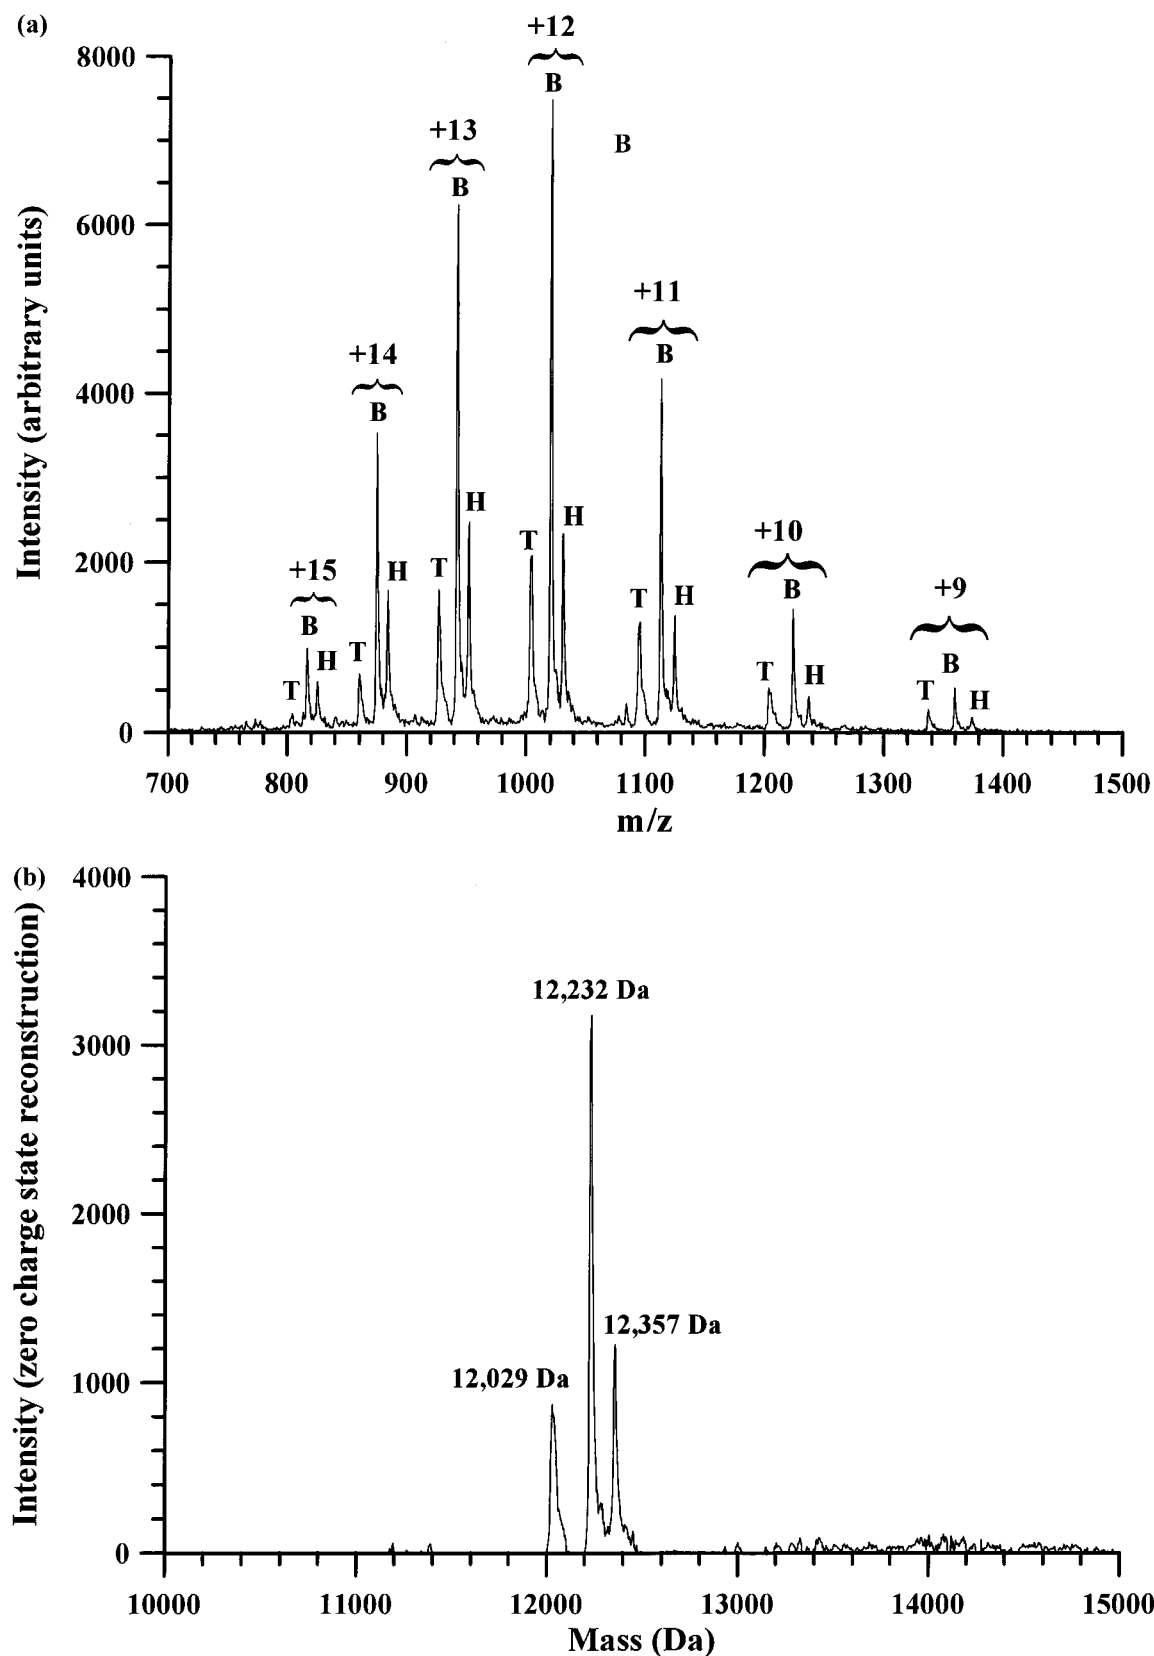 (a)
+12
8000
B
+13
B
B
6000
+11
B
+14
4000
B
H
H
T
+10
T
2000
+15
H
+9
B
T
H
B
B
T
H
T
T
H
T
H
0
700 800 900 1000 1100 1200 1300 1400 1500
m/z
Intensity (arbitrary units)
(b)
4000
12,232 Da
3000
2000
12,357 Da
12,029 Da
1000
0
10000 11000 12000 13000 14000 15000
Mass (Da)
Intensity (zero charge state reconstruction)